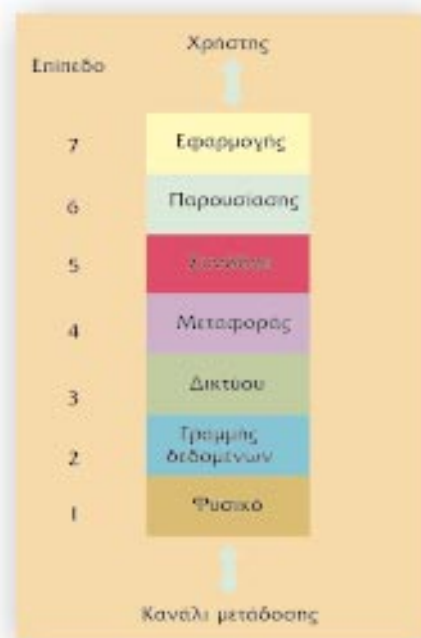 Χρήστης
Επίπεδο
7 Εφαρμογής
6 Παρουσίασης
5
4 Μεταφοράς
3 Δικτύου
2 Γραμμής δεδομένων
1 Φυσικό
Κανάλι μετάδοσης